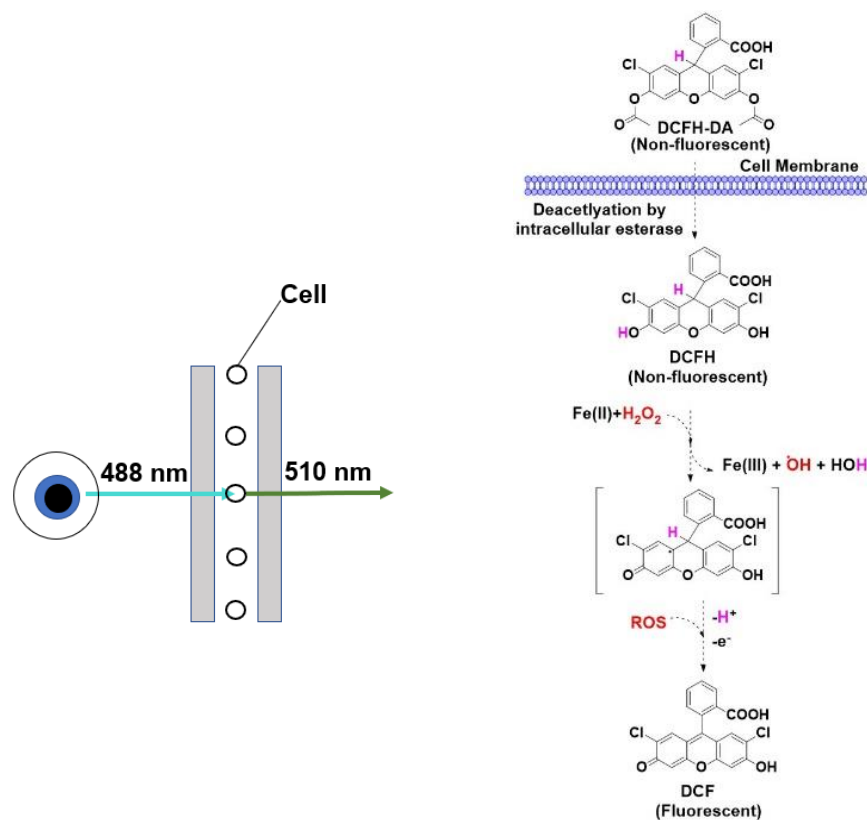 Cell
488 nm
510 nm
COOH
H
Cl
Cl
O
O
O
O
O
DCFH-DA
(Non-fluorescent)
Cell Membrane
Deacetlyation by
intracellular esterase
COOH
H
Cl
Cl
HO
O
OH
DCFH
(Non-fluorescent)
Fe(II)+H₂O₂
Fe(III) + •OH + HOH
COOH
H
Cl
Cl
O
O
OH
ROS
-H⁺
-e⁻
COOH
Cl
Cl
O
O
OH
DCF
(Fluorescent)